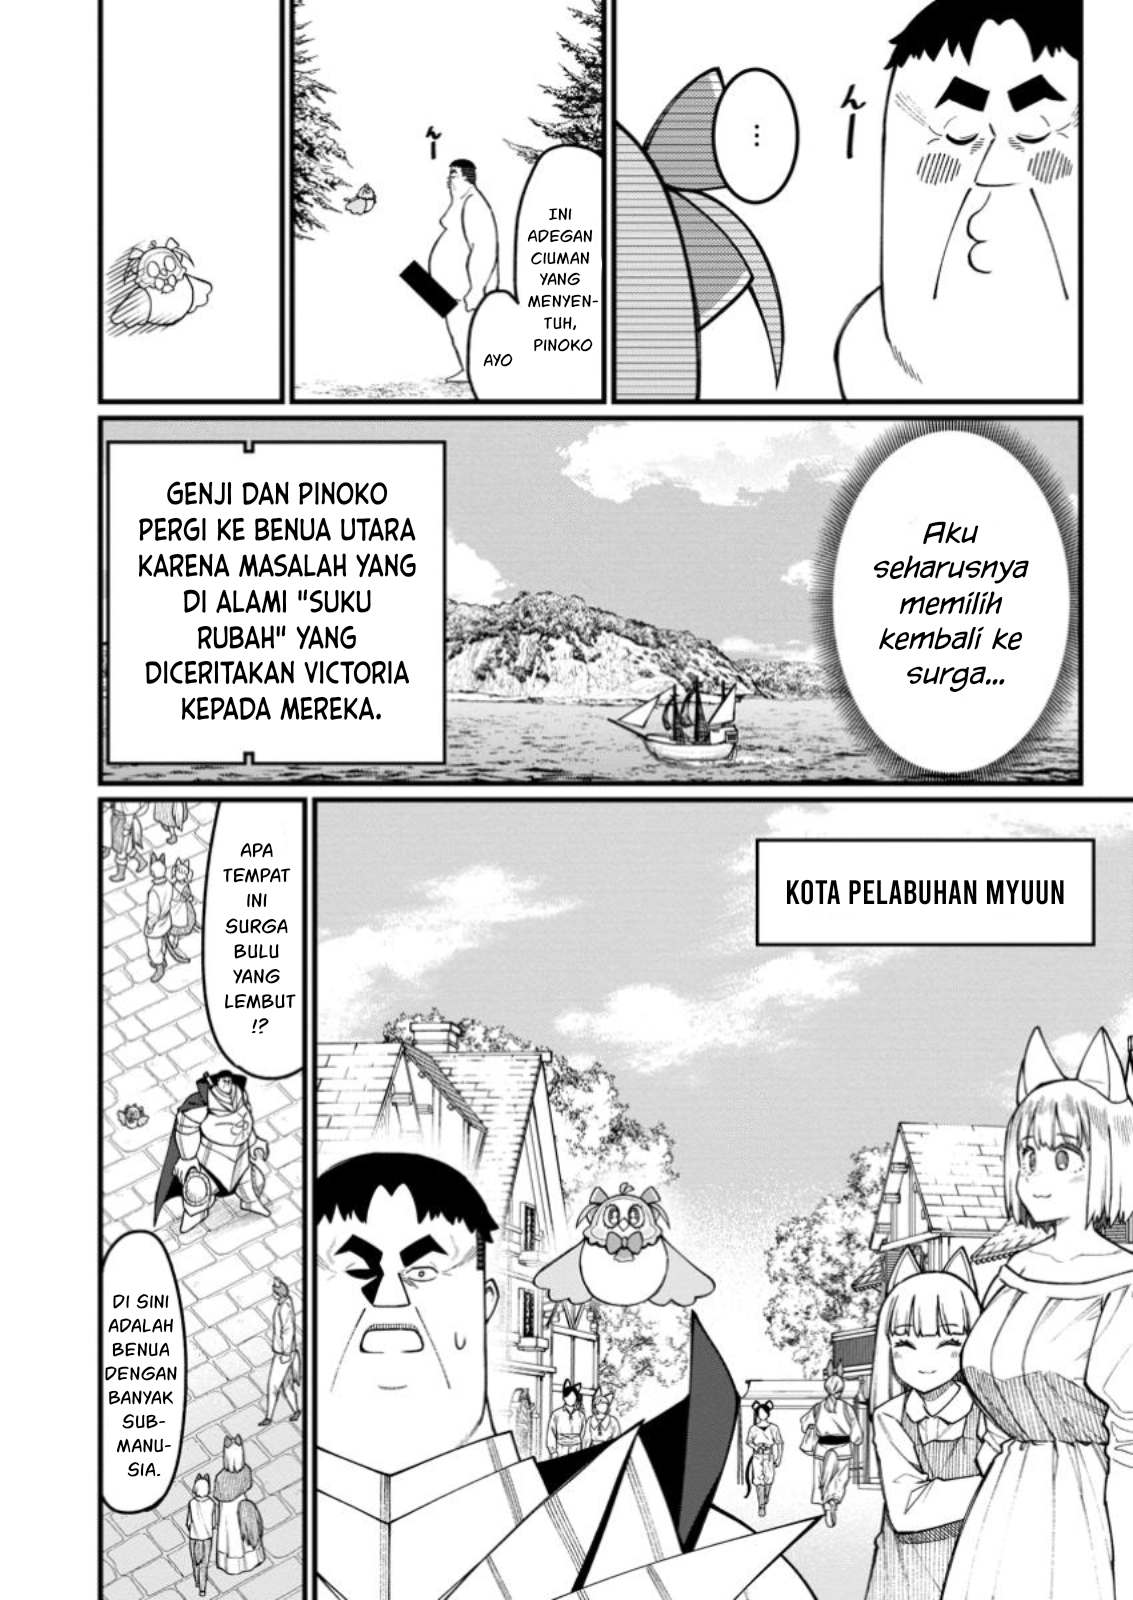 んー
...
んー
INI
ADEGAN
CIUMAN
YANG
MENYEN-
TUH,
PINOKO
AYO
Aku
seharusnya
memilih
kembali ke
surga...
GENJI DAN PINOKO
PERGI KE BENUA UTARA
KARENA MASALAH YANG
DI ALAMI "SUKU
RUBAH" YANG
DICERITAKAN VICTORIA
KEPADA MEREKA.
KOTA PELABUHAN MYUUN
APA
TEMPAT
INI
SURGA
BULU
YANG
LEMBUT
!?
DI SINI
ADALAH
BENUA
DENGAN
BANYAK
SUB-
MANU-
SIA.